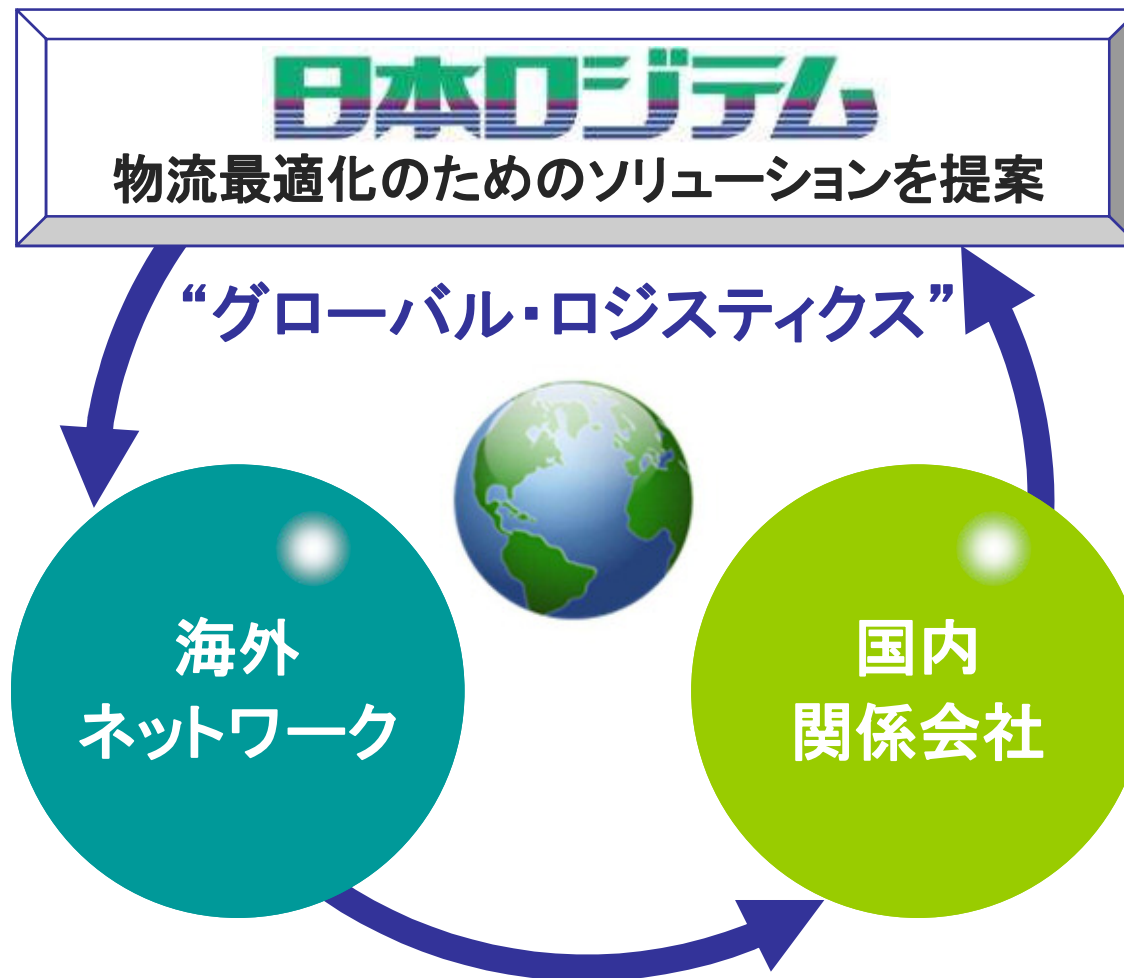 日本ロジテム
物流最適化のためのソリューションを提案
“グローバル・ロジスティクス”
海外
ネットワーク
国内
関係会社